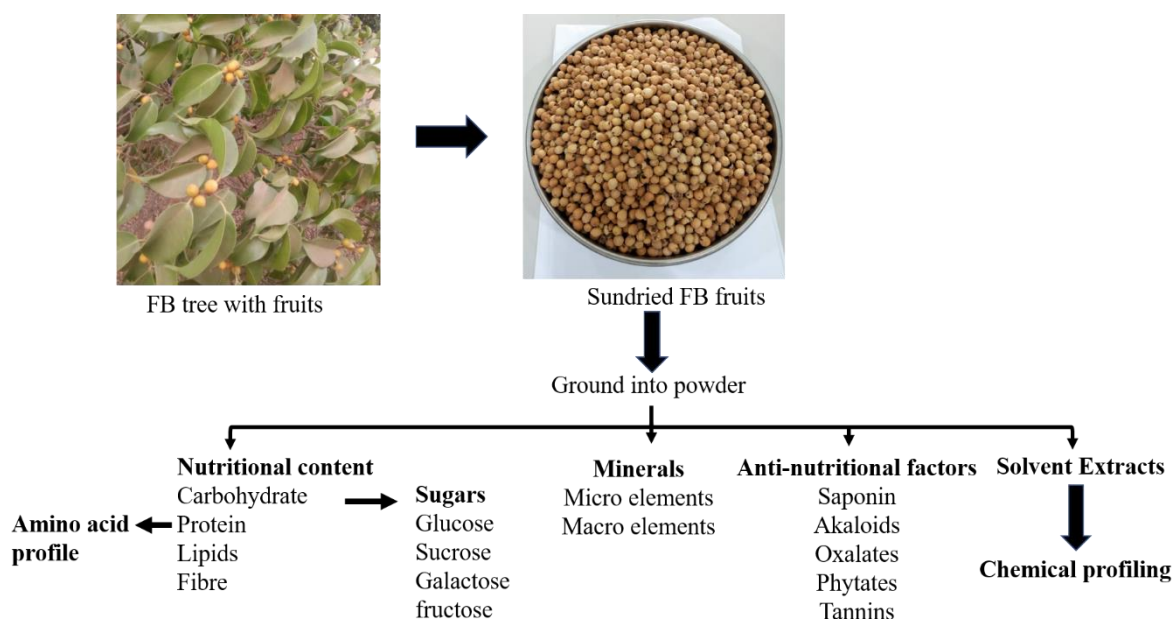 FB tree with fruits
Sundried FB fruits
Ground into powder
Nutritional content
Carbohydrate
Protein
Lipids
Fibre
Amino acid
profile
Sugars
Glucose
Sucrose
Galactose
fructose
Minerals
Micro elements
Macro elements
Anti-nutritional factors
Saponin
Akaloids
Oxalates
Phytates
Tannins
Solvent Extracts
Chemical profiling